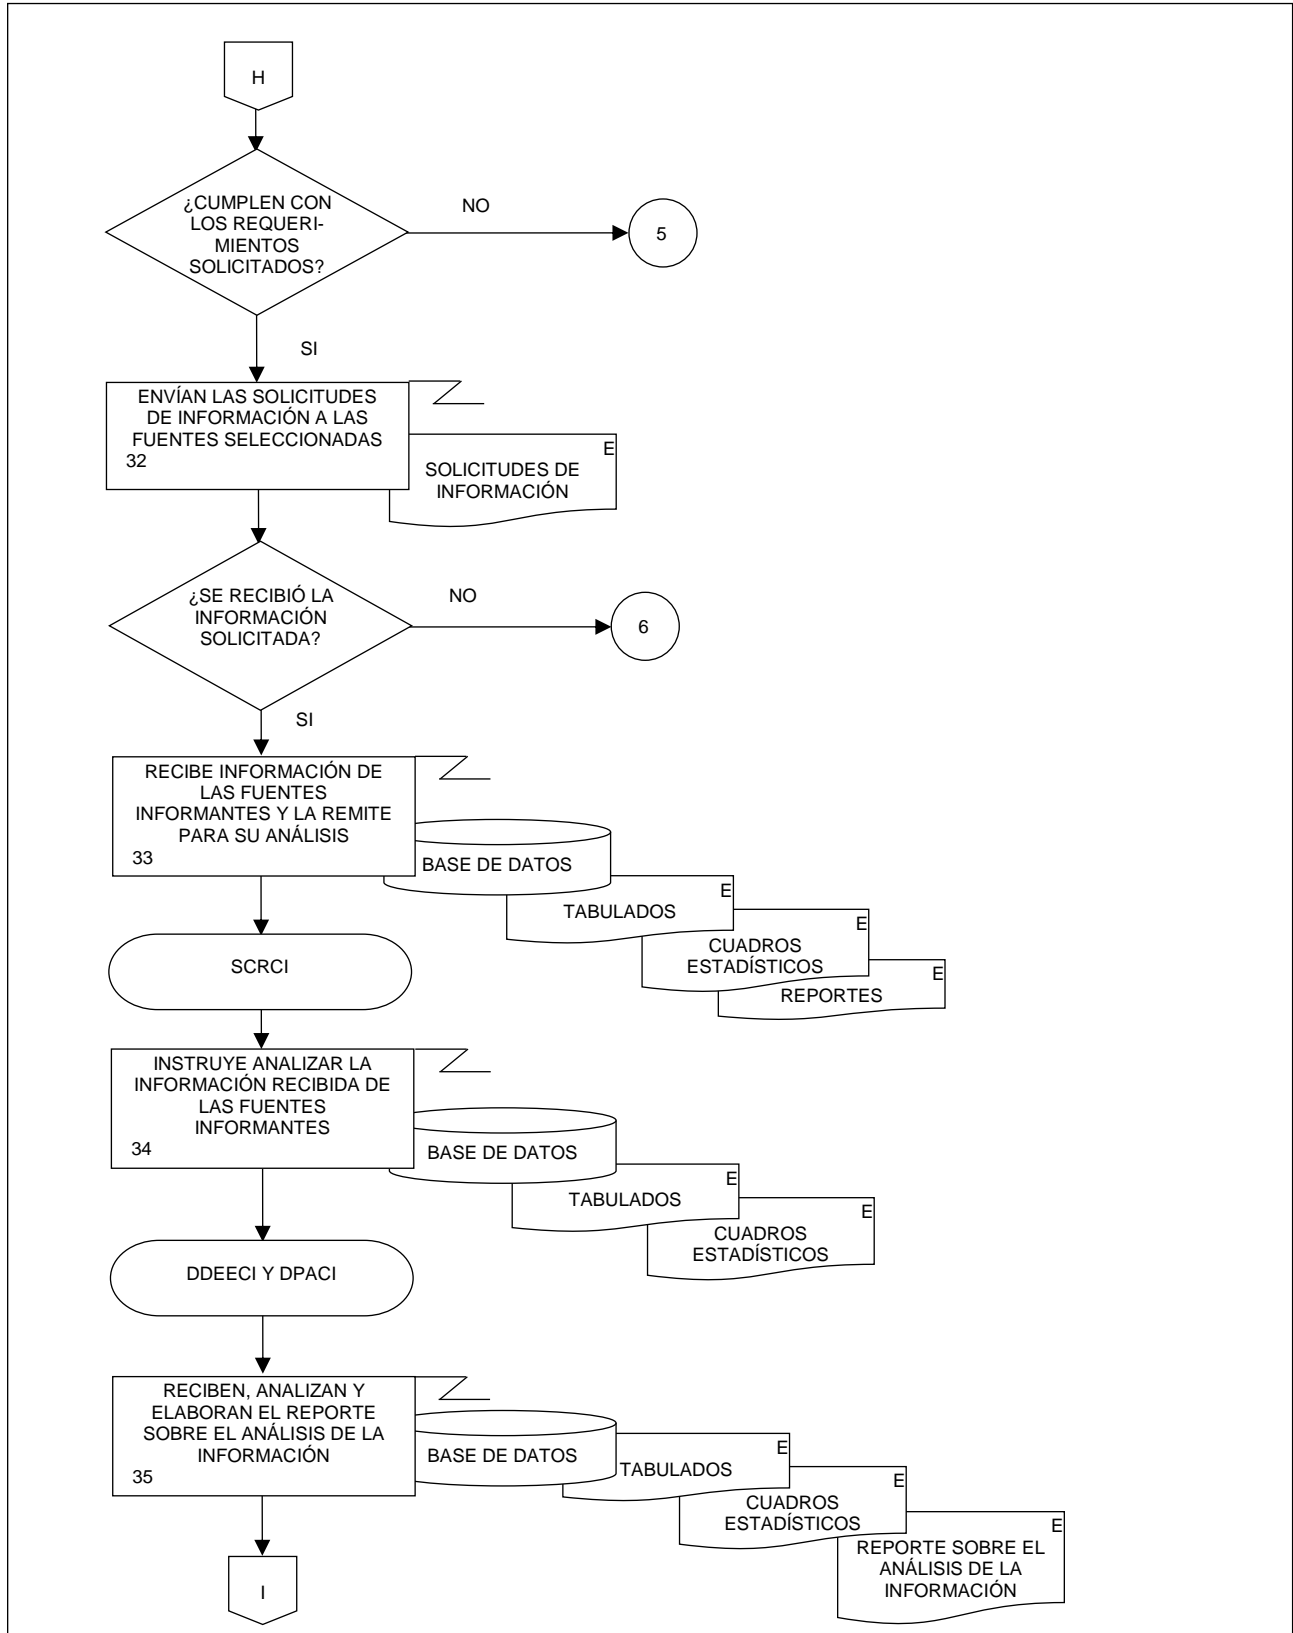 H
¿CUMPLEN CON
LOS REQUERI-
MIENTOS
SOLICITADOS?
NO
5
SI
ENVÍAN LAS SOLICITUDES
DE INFORMACIÓN A LAS
FUENTES SELECCIONADAS
32
E
SOLICITUDES DE
INFORMACIÓN
¿SE RECIBIÓ LA
INFORMACIÓN
SOLICITADA?
NO
6
SI
RECIBE INFORMACIÓN DE
LAS FUENTES
INFORMANTES Y LA REMITE
PARA SU ANÁLISIS
33
BASE DE DATOS
E
TABULADOS
E
CUADROS
ESTADÍSTICOS
E
REPORTES
SCRCI
INSTRUYE ANALIZAR LA
INFORMACIÓN RECIBIDA DE
LAS FUENTES
INFORMANTES
34
BASE DE DATOS
E
TABULADOS
E
CUADROS
ESTADÍSTICOS
DDEECI Y DPACI
RECIBEN, ANALIZAN Y
ELABORAN EL REPORTE
SOBRE EL ANÁLISIS DE LA
INFORMACIÓN
35
BASE DE DATOS
E
TABULADOS
E
CUADROS
ESTADÍSTICOS
E
REPORTE SOBRE EL
ANÁLISIS DE LA
INFORMACIÓN
I